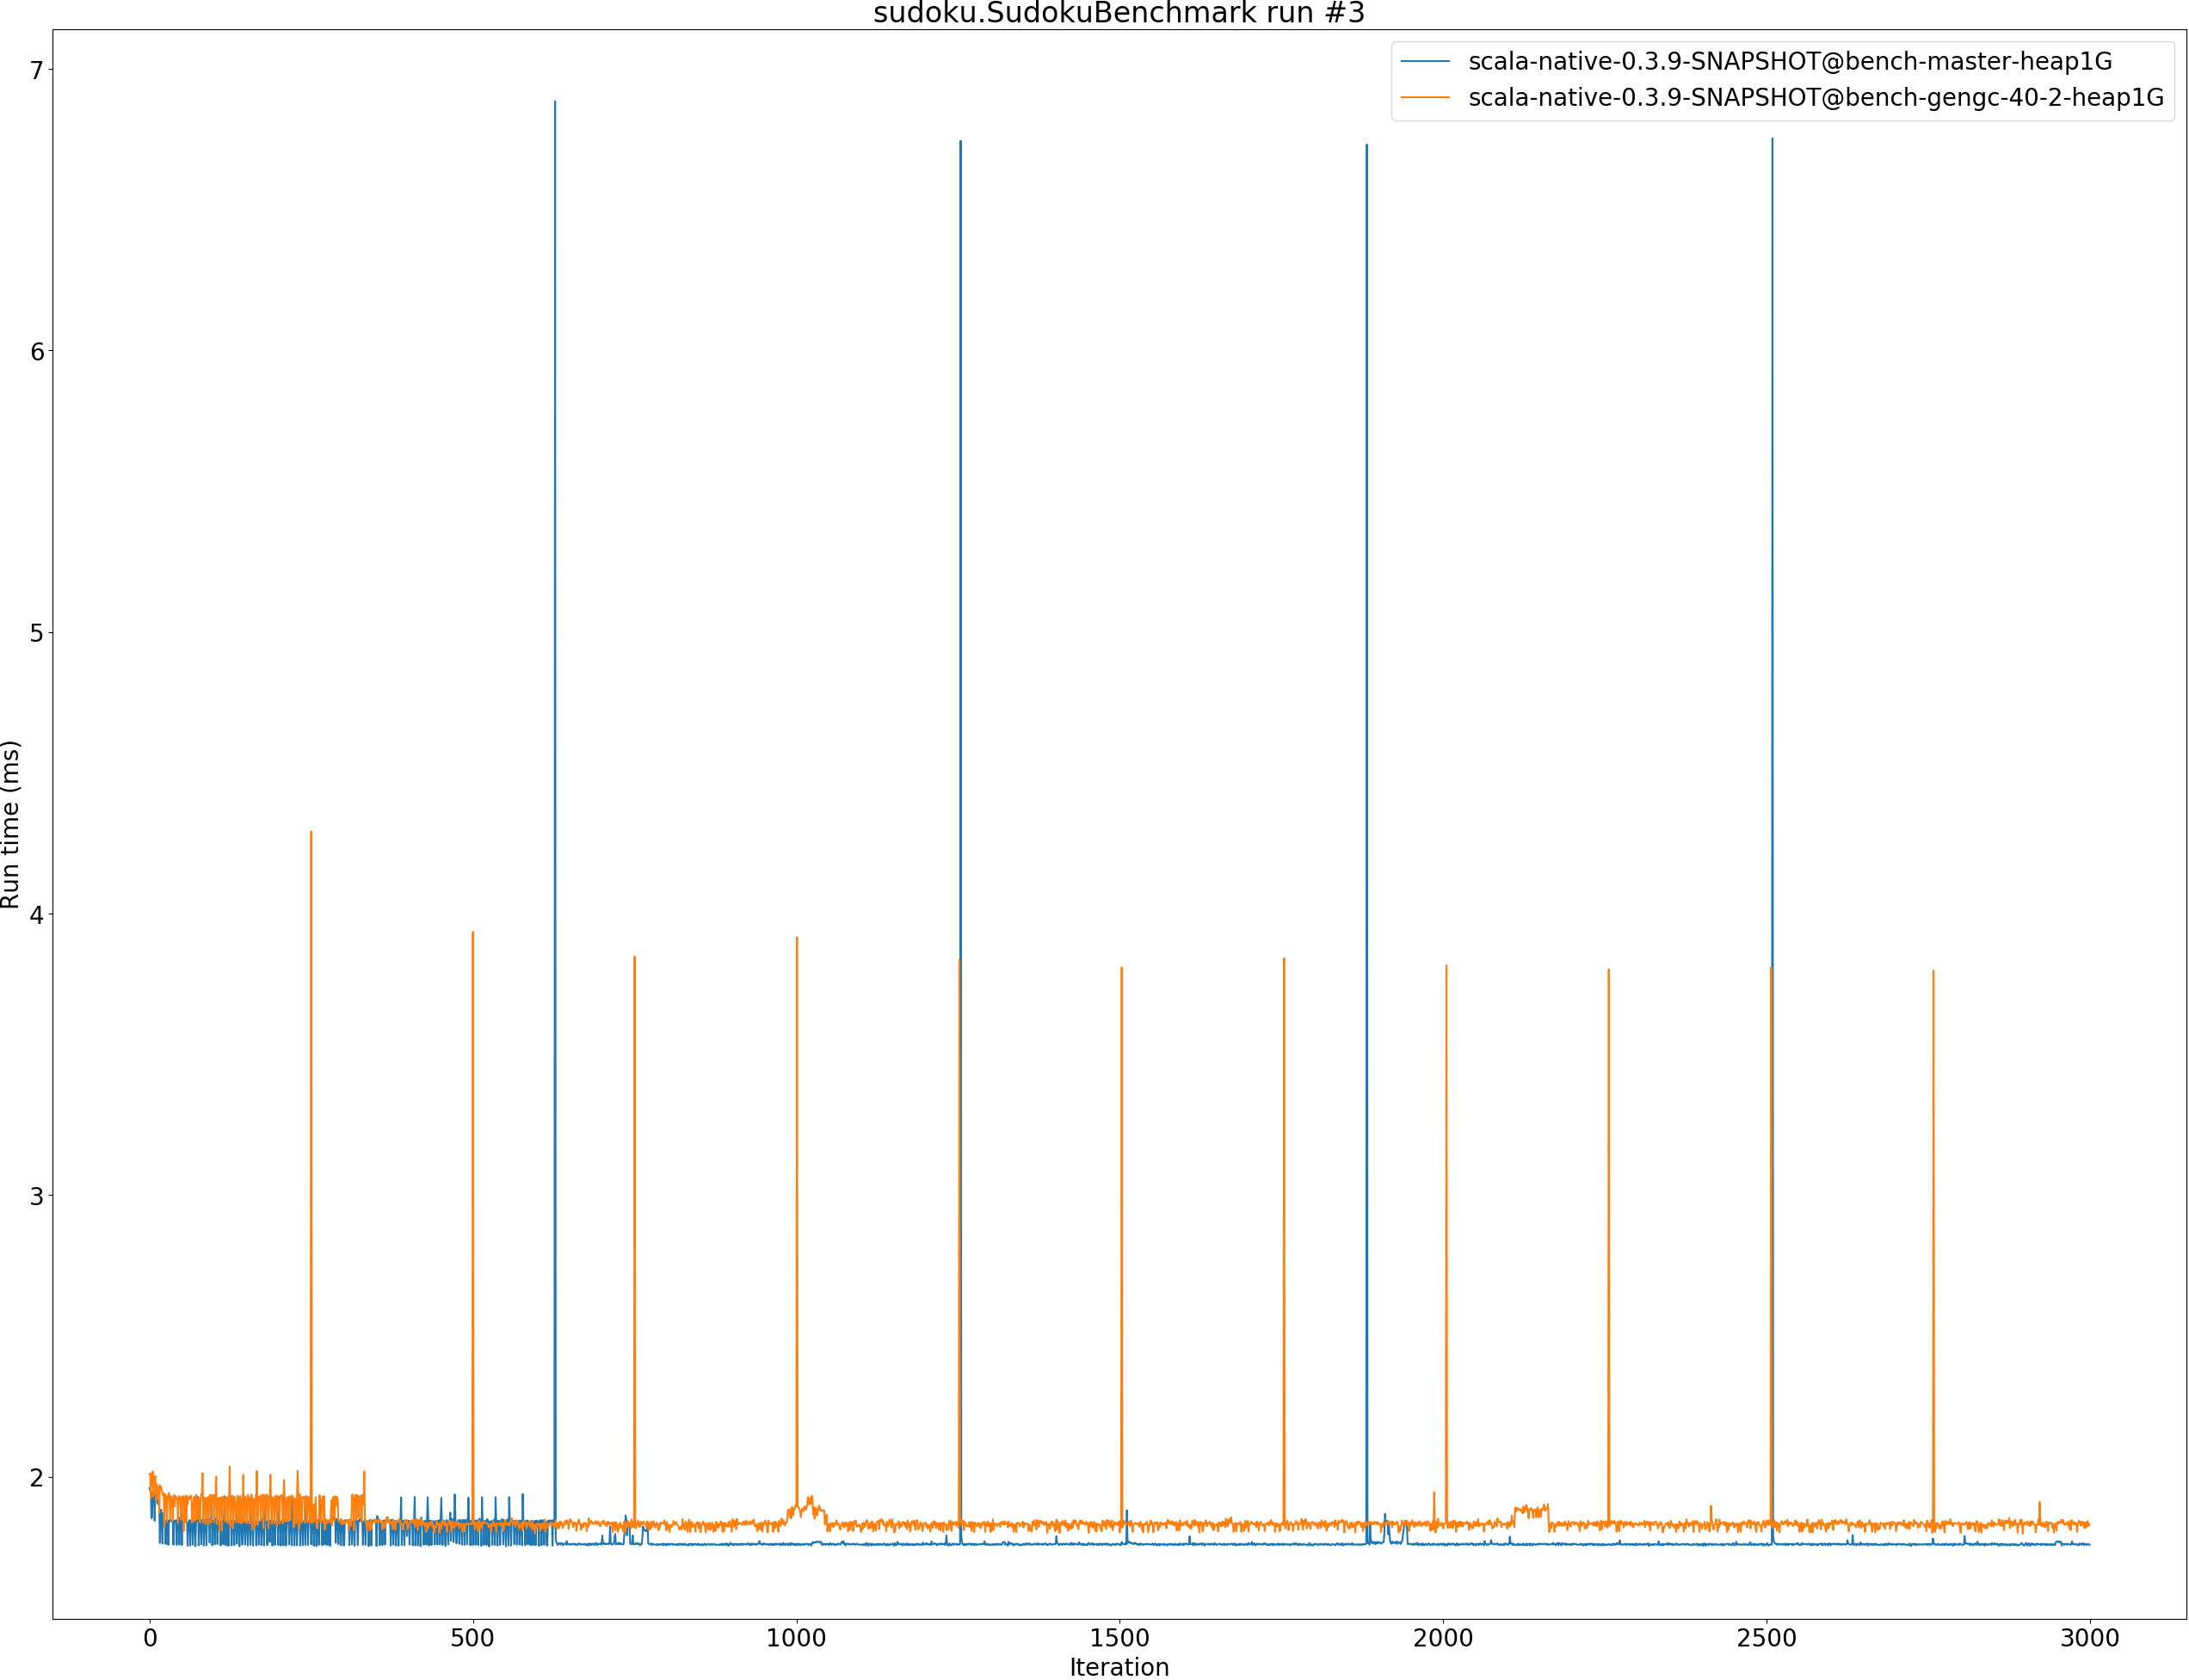 sudoku.SudokuBenchmark run #3
scala-native-0.3.9-SNAPSHOT@bench-master-heap1G
scala-native-0.3.9-SNAPSHOT@bench-gengc-40-2-heap1G
Run time (ms)
7
6
5
4
3
2
0
500
1000
1500
2000
2500
3000
Iteration